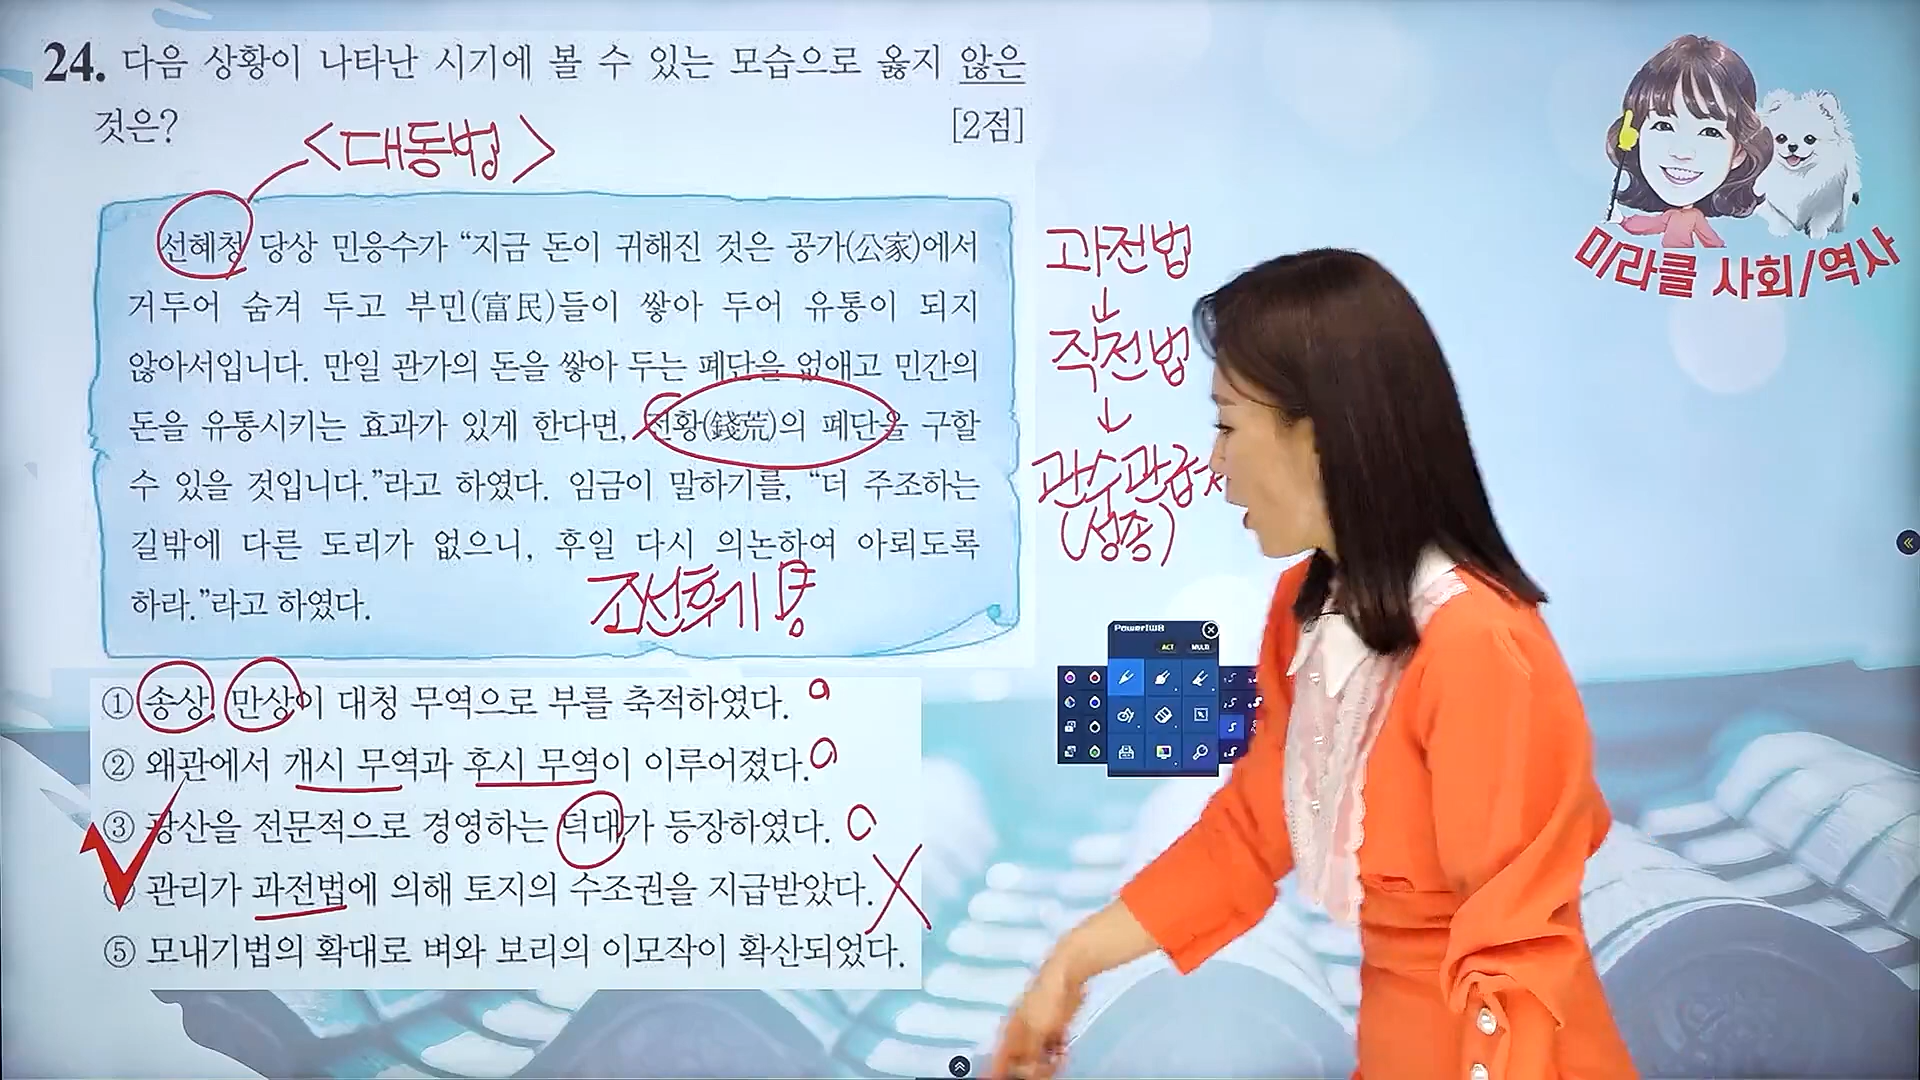 24. 다음 상황이 나타난 시기에 볼 수 있는 모습으로 옳지 않은
것은? [2점]
<대동법>
선혜청 당상 민응수가 “지금 돈이 귀해진 것은 공가(公家)에서
거두어 숨겨 두고 부민(富民)들이 쌓아 두어 유통이 되지
않아서입니다. 만일 관가의 돈을 쌓아 두는 폐단을 없애고 민간의
돈을 유통시키는 효과가 있게 한다면, 전황(錢荒)의 폐단을 구할
수 있을 것입니다.”라고 하였다. 임금이 말하기를, “더 주조하는
길밖에 다른 도리가 없으니, 후일 다시 의논하여 아뢰도록
하라.”라고 하였다.
조선후기
① 송상, 만상이 대청 무역으로 부를 축적하였다.
② 왜관에서 개시 무역과 후시 무역이 이루어졌다.
③ 광산을 전문적으로 경영하는 덕대가 등장하였다.
관리가 과전법에 의해 토지의 수조권을 지급받았다.
⑤ 모내기법의 확대로 벼와 보리의 이모작이 확산되었다.
과전법
↓
직전법
↓
관수관급
(성종)
PowerIWB
ACT MULTI
미라클 사회/역사